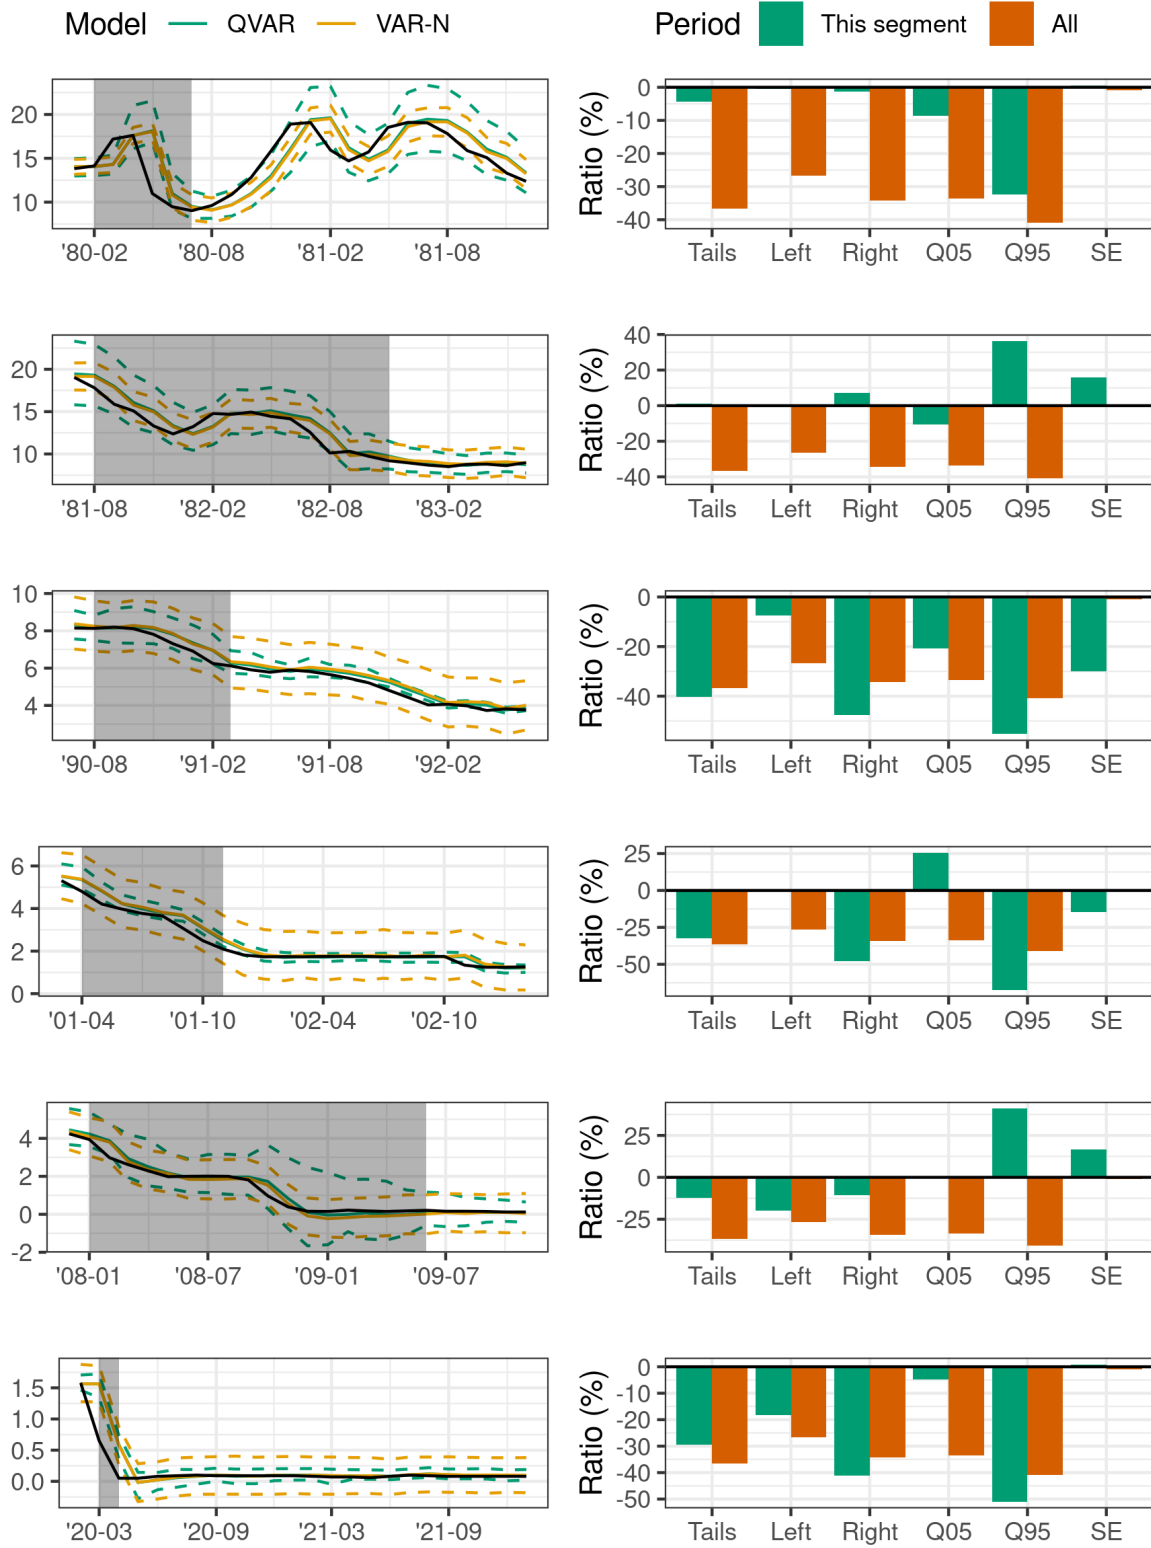 Model QVAR VAR-N Period This segment All
20
15
10
'80-02 '80-08 '81-02 '81-08
Ratio (%)
0
-10
-20
-30
-40
Tails Left Right Q05 Q95 SE
20
15
10
'81-08 '82-02 '82-08 '83-02
Ratio (%)
40
20
0
-20
-40
Tails Left Right Q05 Q95 SE
10
8
6
4
'90-08 '91-02 '91-08 '92-02
Ratio (%)
0
-20
-40
Tails Left Right Q05 Q95 SE
6
4
2
0
'01-04 '01-10 '02-04 '02-10
Ratio (%)
25
0
-25
-50
Tails Left Right Q05 Q95 SE
4
2
0
-2
'08-01 '08-07 '09-01 '09-07
Ratio (%)
25
0
-25
Tails Left Right Q05 Q95 SE
1.5
1.0
0.5
0.0
'20-03 '20-09 '21-03 '21-09
Ratio (%)
0
-10
-20
-30
-40
-50
Tails Left Right Q05 Q95 SE